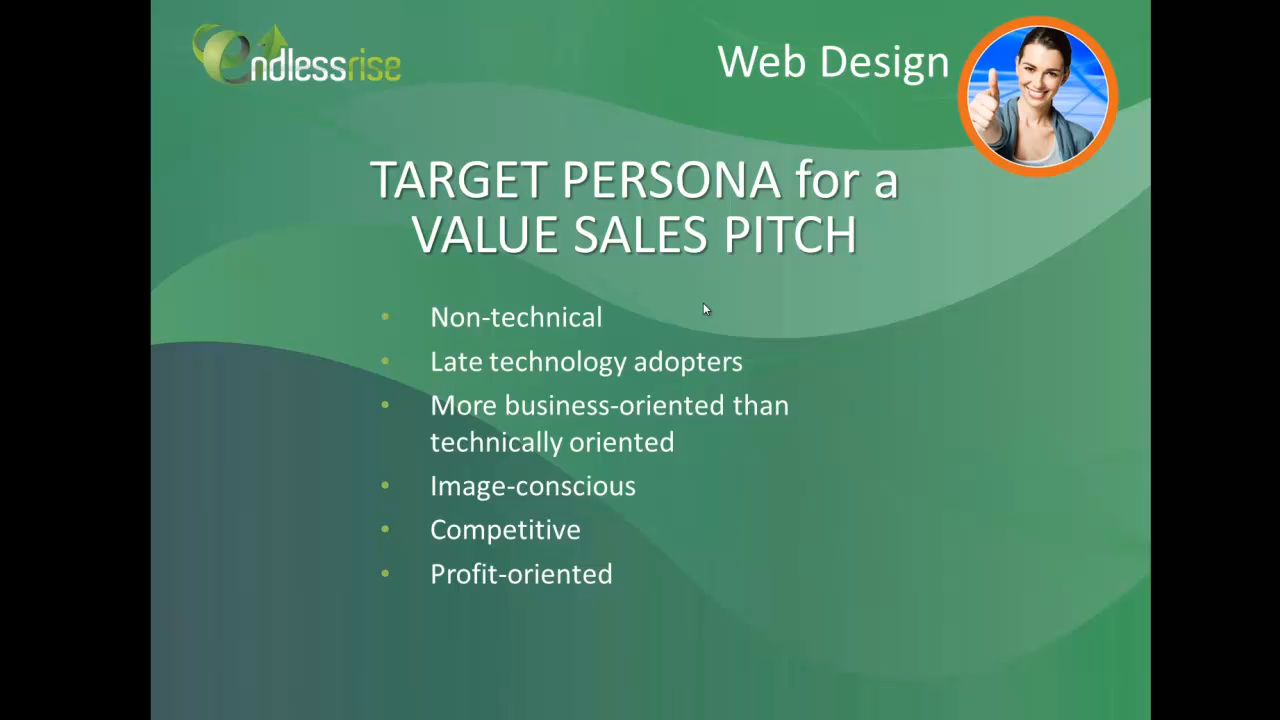 endlessrise
Web Design
TARGET PERSONA for a
VALUE SALES PITCH
• Non-technical
• Late technology adopters
• More business-oriented than
technically oriented
• Image-conscious
• Competitive
• Profit-oriented